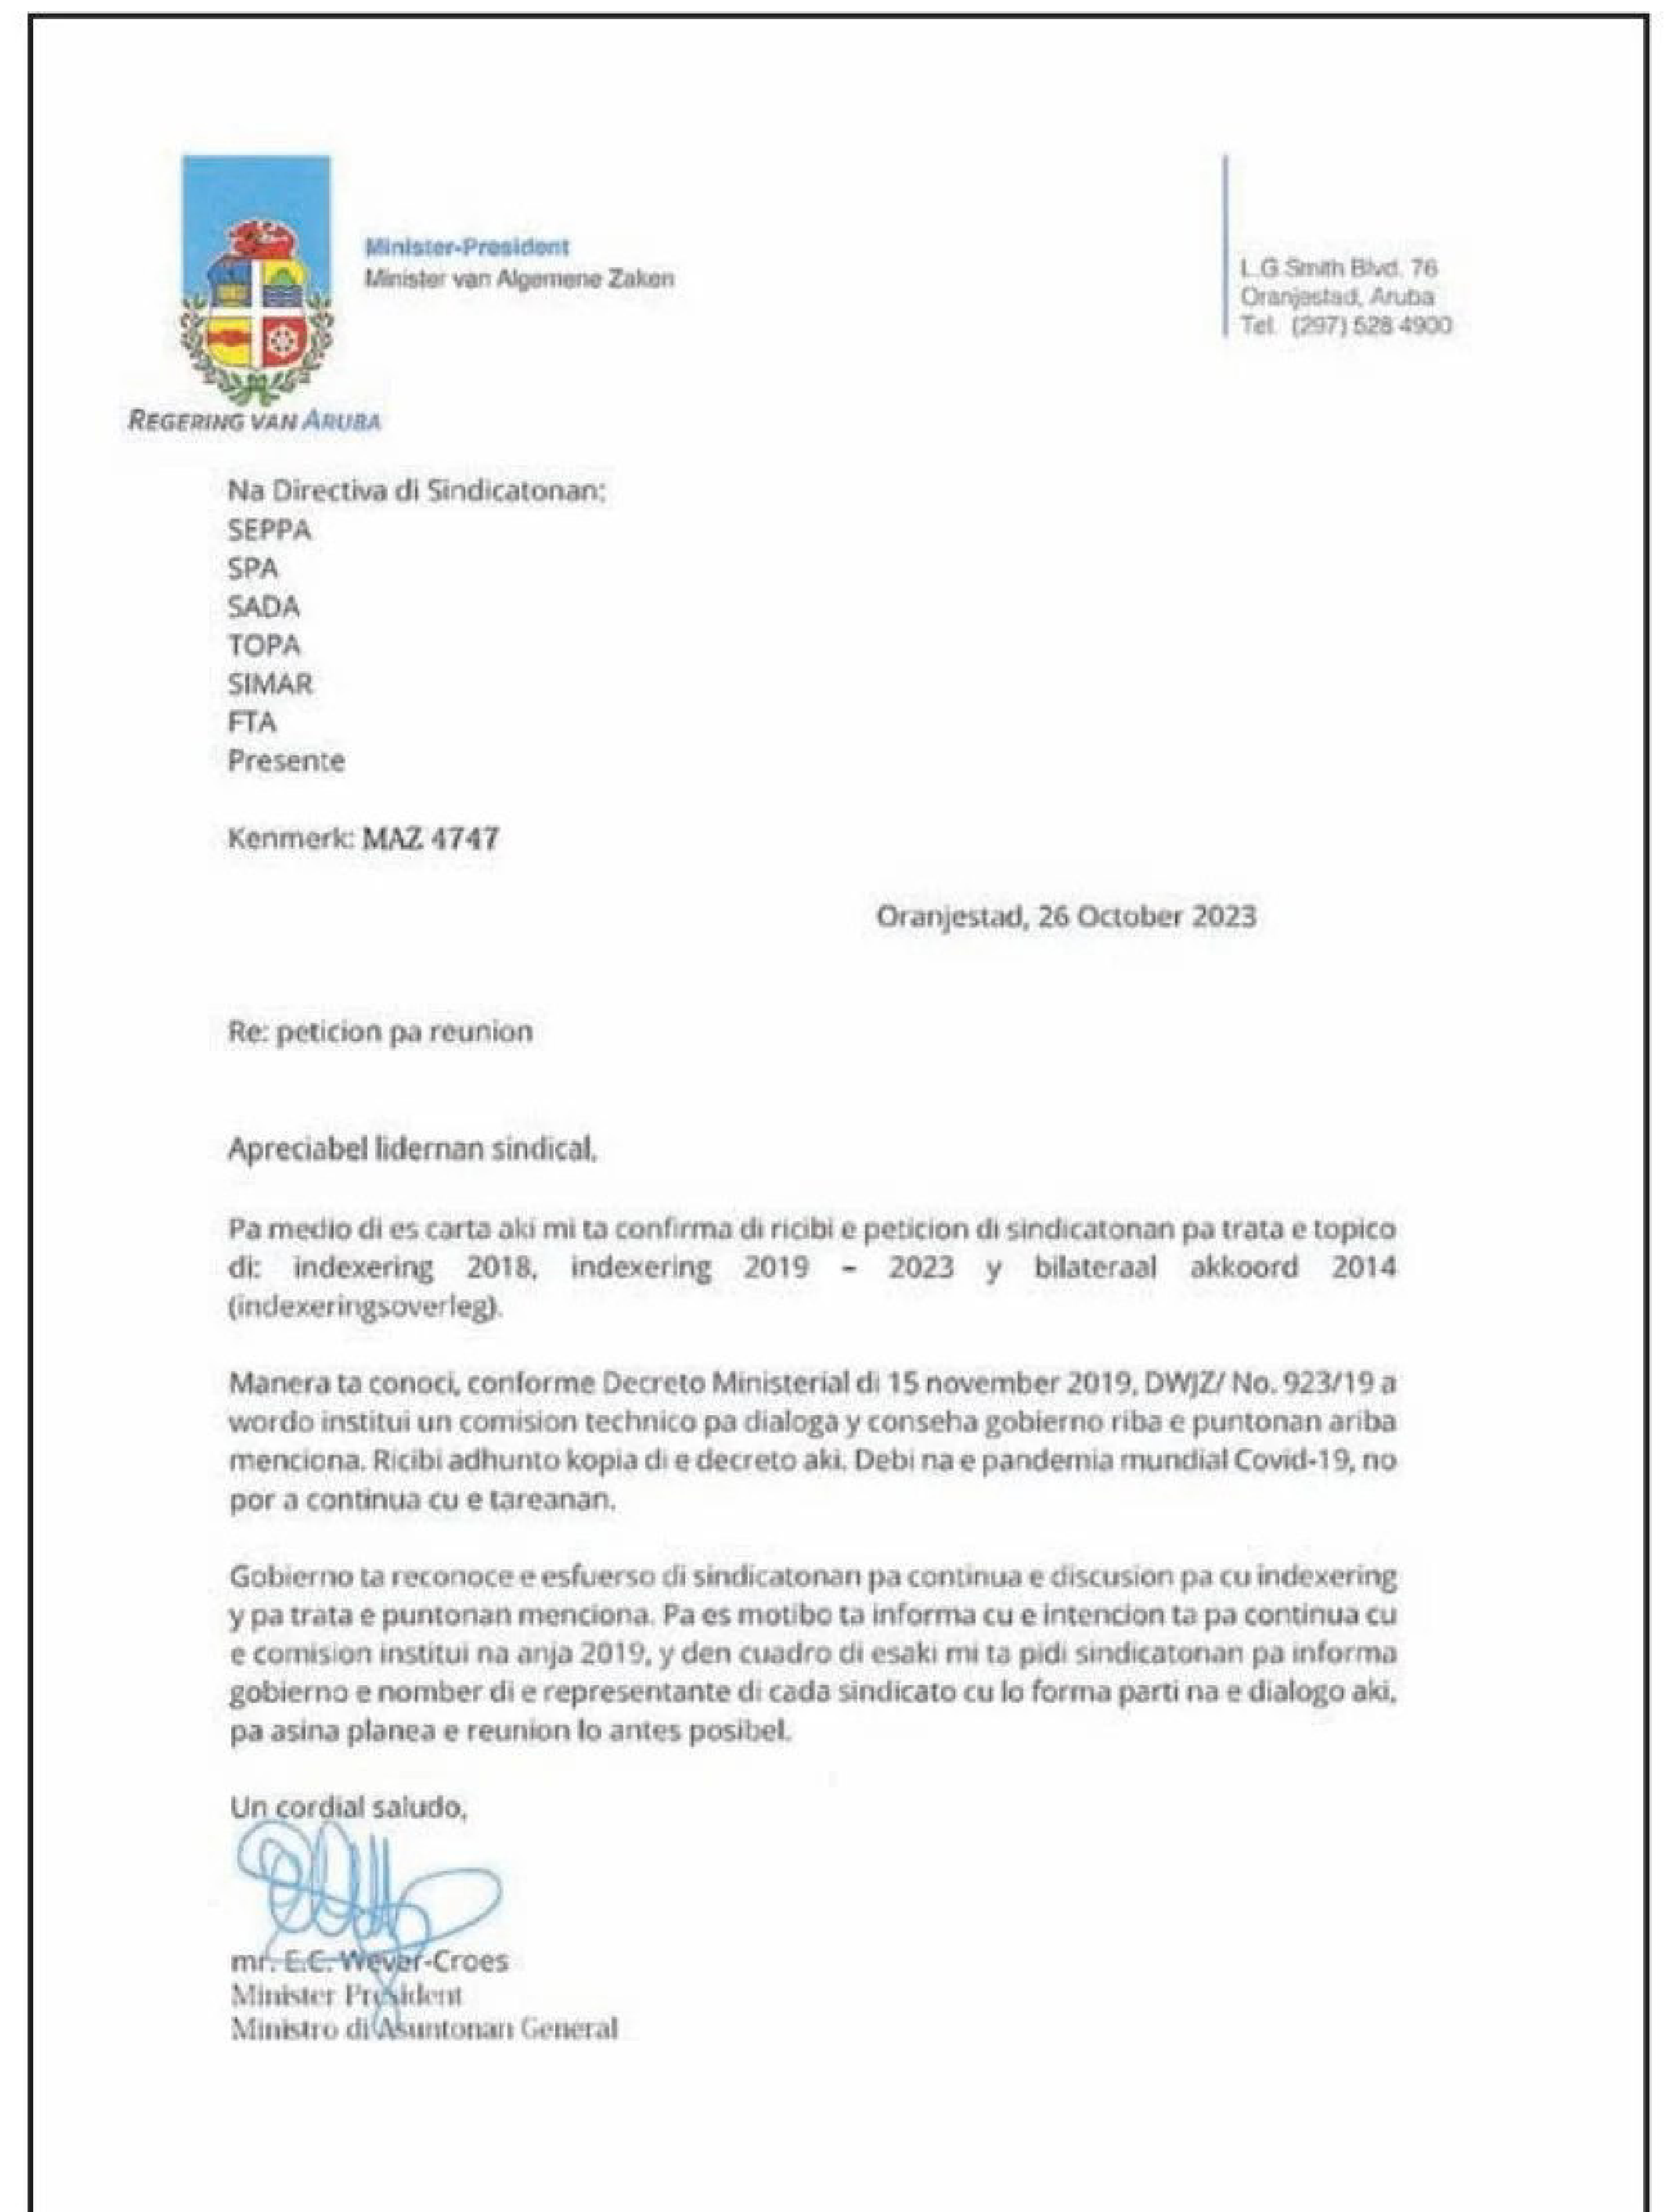 Minister-President
Minister van Algemene Zaken
L.G Smith Blvd. 76
Oranjestad, Aruba
Tel. (297) 528 4900
REGERING VAN ARUBA
Na Directiva di Sindicatonan:
SEPPA
SPA
SADA
TOPA
SIMAR
FTA
Presente
Kenmerk: MAZ 4747
Oranjestad, 26 October 2023
Re: peticion pa reunion
Apreciabel lidernan sindical,
Pa medio di es carta aki mi ta confirma di ricibi e peticion di sindicatonan pa trata e topico
di: indexering 2018, indexering 2019 – 2023 y bilateraal akkoord 2014
(indexeringsoverleg).
Manera ta conoci, conforme Decreto Ministerial di 15 november 2019, DWJZ/ No. 923/19 a
wordo institui un comision technico pa dialoga y conseha gobierno riba e puntonan ariba
menciona. Ricibi adhunto kopia di e decreto aki. Debi na e pandemia mundial Covid-19, no
por a continua cu e tareanan.
Gobierno ta reconoce e esfuerso di sindicatonan pa continua e discusion pa cu indexering
y pa trata e puntonan menciona. Pa es motibo ta informa cu e intencion ta pa continua cu
e comision institui na anja 2019, y den cuadro di esaki mi ta pidi sindicatonan pa informa
gobierno e nomber di e representante di cada sindicato cu lo forma parti na e dialogo aki,
pa asina planea e reunion lo antes posibel.
Un cordial saludo,
mr. E.C. Wever-Croes
Minister President
Ministro di Asuntonan General